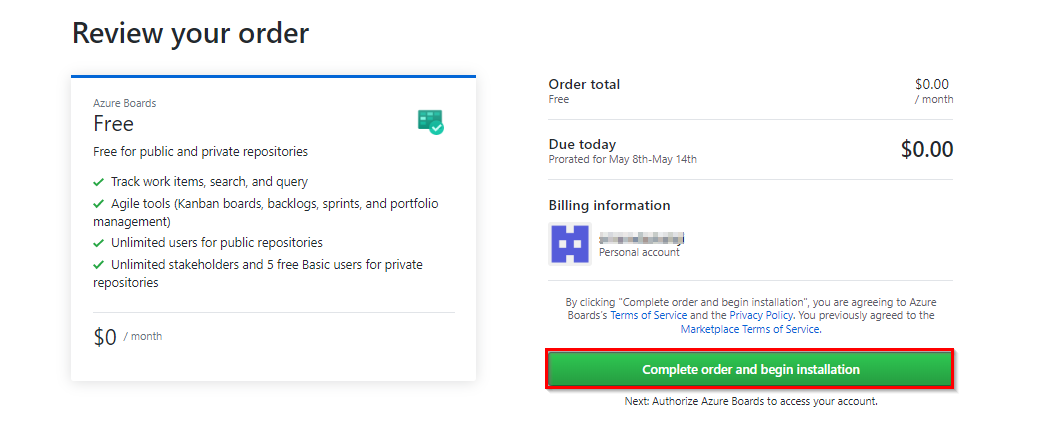 Review your order
Azure Boards
Free
Free for public and private repositories
Track work items, search, and query
Agile tools (Kanban boards, backlogs, sprints, and portfolio
management)
Unlimited users for public repositories
Unlimited stakeholders and 5 free Basic users for private
repositories
$0 / month
Order total $0.00
Free / month
Due today $0.00
Prorated for May 8th-May 14th
Billing information
Personal account
By clicking "Complete order and begin installation", you are agreeing to Azure
Boards's Terms of Service and the Privacy Policy. You previously agreed to the
Marketplace Terms of Service.
Complete order and begin installation
Next: Authorize Azure Boards to access your account.